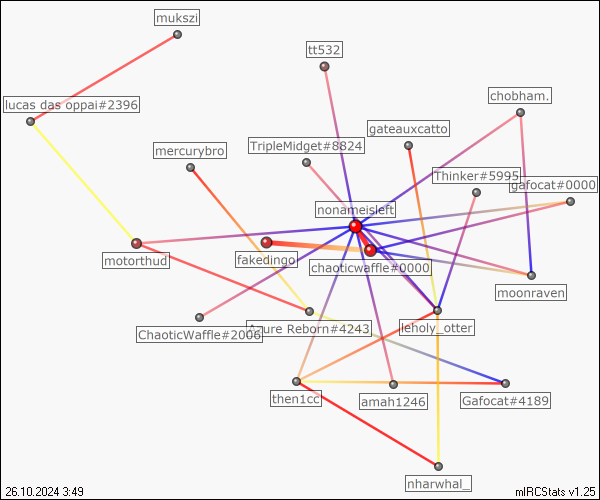 mukszi
tt532
chobham.
lucas das oppai#2396
gateauxcatto
TripleMidget#8824
mercurybro
Thinker#5995
gafocat#0000
nonameisleft
motorthud
fakedingo
chaoticwaffle#0000
moonraven
ChaoticWaffle#2006
Azure Reborn#4243
leholy_otter
then1cc
amah1246
Gafocat#4189
nharwhal_
26.10.2024 3:49
mIRCStats v1.25